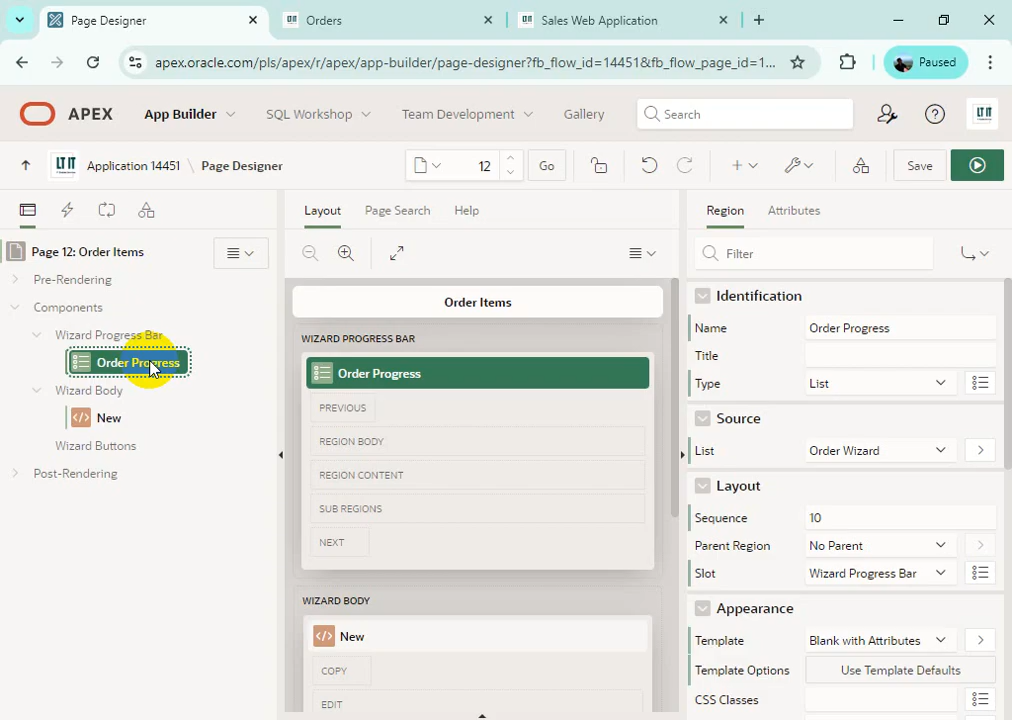 Page Designer
Orders
Sales Web Application
apex.oracle.com/pls/apex/r/apex/app-builder/page-designer?fb_flow_id=14451&fb_flow_page_id=1...
Paused
APEX
App Builder
SQL Workshop
Team Development
Gallery
Search
LT IT
LT IT
Application 14451
\
Page Designer
12
Go
Save
Layout
Page Search
Help
Region
Attributes
Page 12: Order Items
Filter
Pre-Rendering
Components
Wizard Progress Bar
Order Progress
Wizard Body
New
Wizard Buttons
Post-Rendering
Order Items
WIZARD PROGRESS BAR
Order Progress
PREVIOUS
REGION BODY
REGION CONTENT
SUB REGIONS
NEXT
WIZARD BODY
New
COPY
EDIT
Identification
Name
Order Progress
Title
Type
List
Source
List
Order Wizard
Layout
Sequence
10
Parent Region
No Parent
Slot
Wizard Progress Bar
Appearance
Template
Blank with Attributes
Template Options
Use Template Defaults
CSS Classes